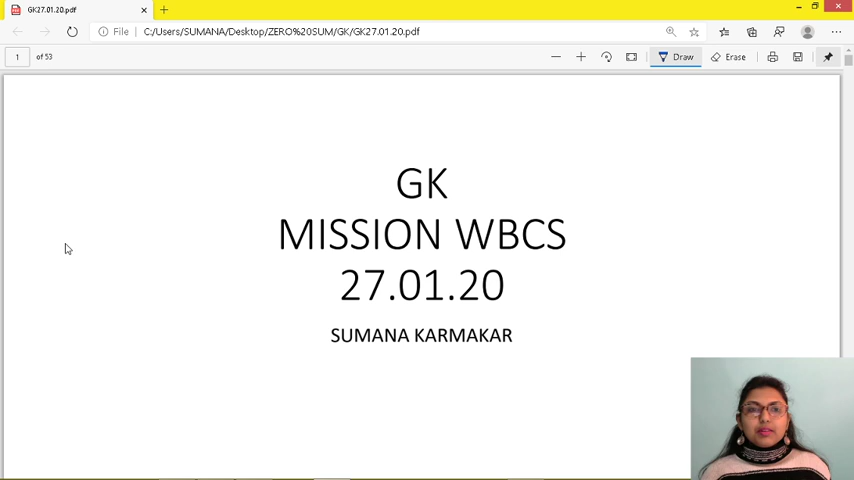 GK27.01.20.pdf
File
C:/Users/SUMANA/Desktop/ZERO%20SUM/GK/GK27.01.20.pdf
1 of 53
Draw
Erase
GK
MISSION WBCS
27.01.20
SUMANA KARMAKAR